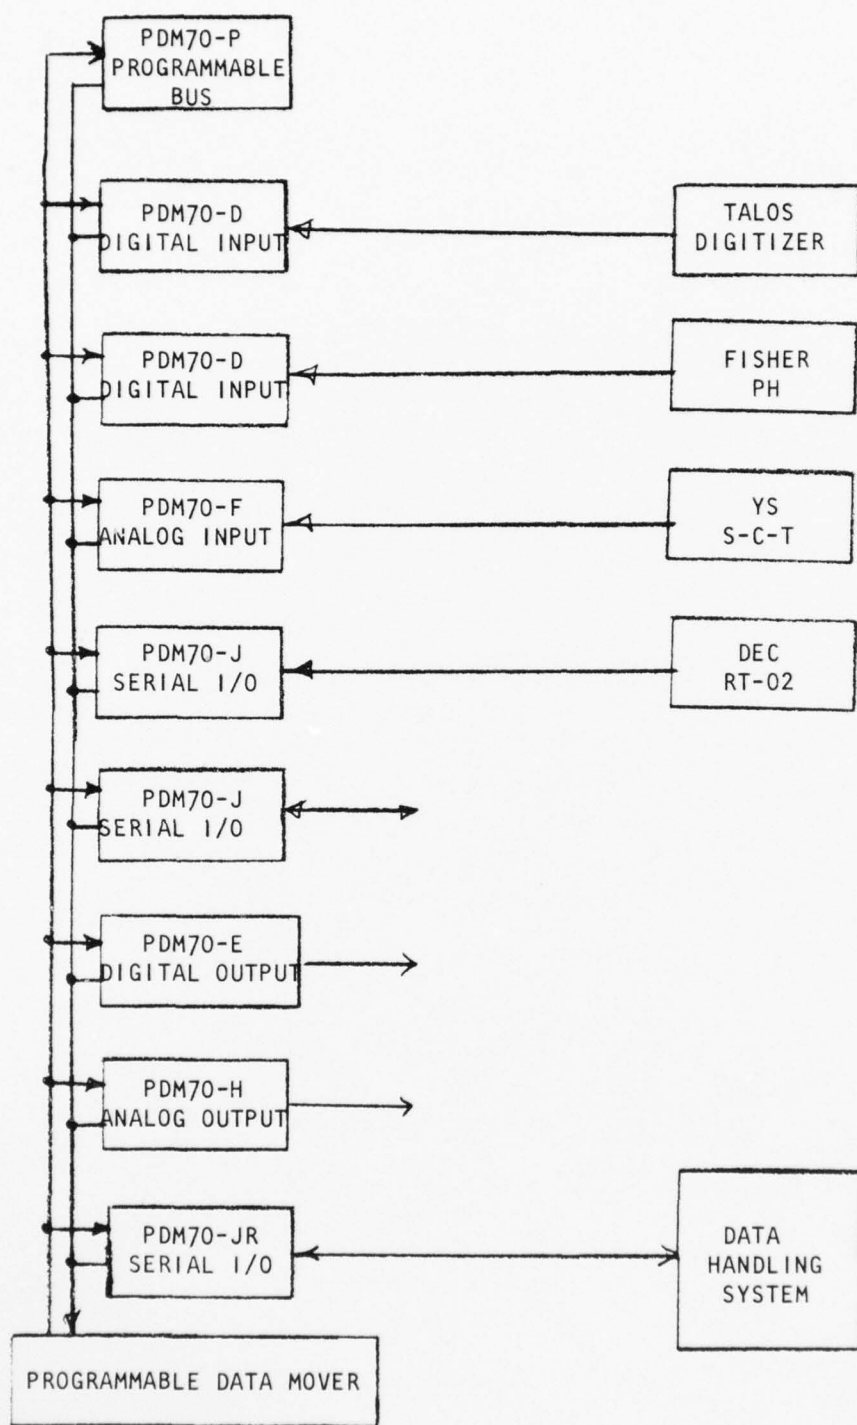 PDM70-P
PROGRAMMABLE
BUS
PDM70-D
DIGITAL INPUT
TALOS
DIGITIZER
PDM70-D
DIGITAL INPUT
FISHER
PH
PDM70-F
ANALOG INPUT
YS
S-C-T
PDM70-J
SERIAL I/O
DEC
RT-02
PDM70-J
SERIAL I/O
PDM70-E
DIGITAL OUTPUT
PDM70-H
ANALOG OUTPUT
PDM70-JR
SERIAL I/O
DATA
HANDLING
SYSTEM
PROGRAMMABLE DATA MOVER